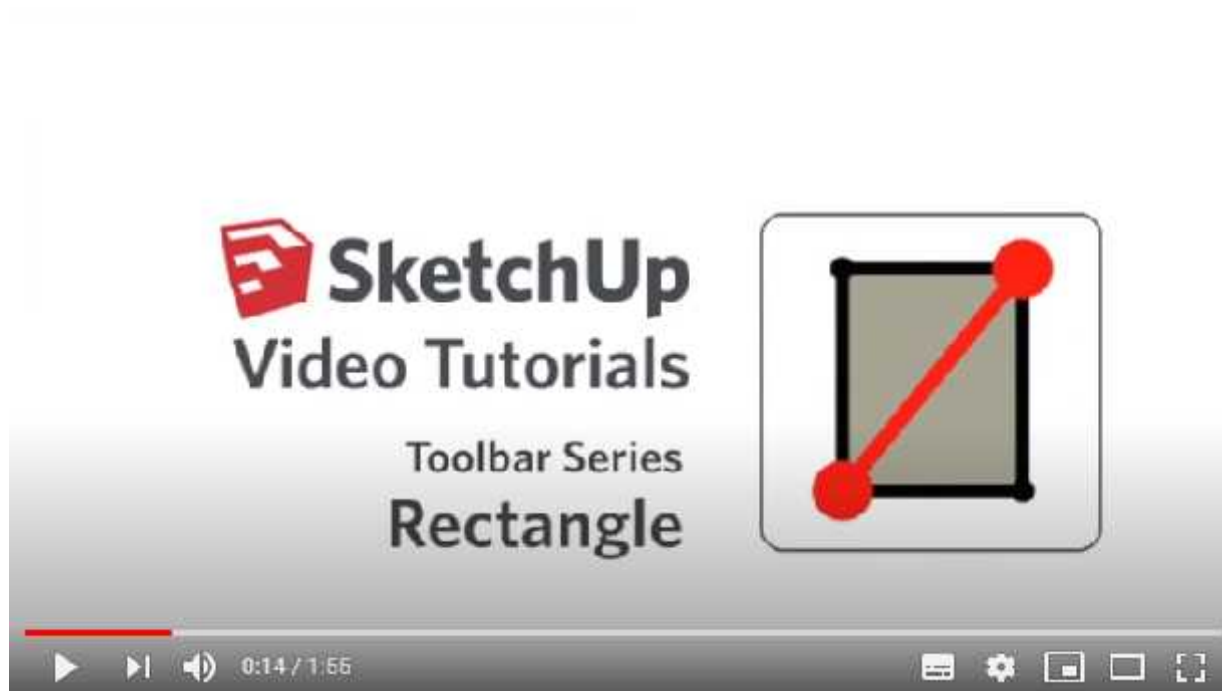 SketchUp
Video Tutorials
Toolbar Series
Rectangle
0:14 / 1:56